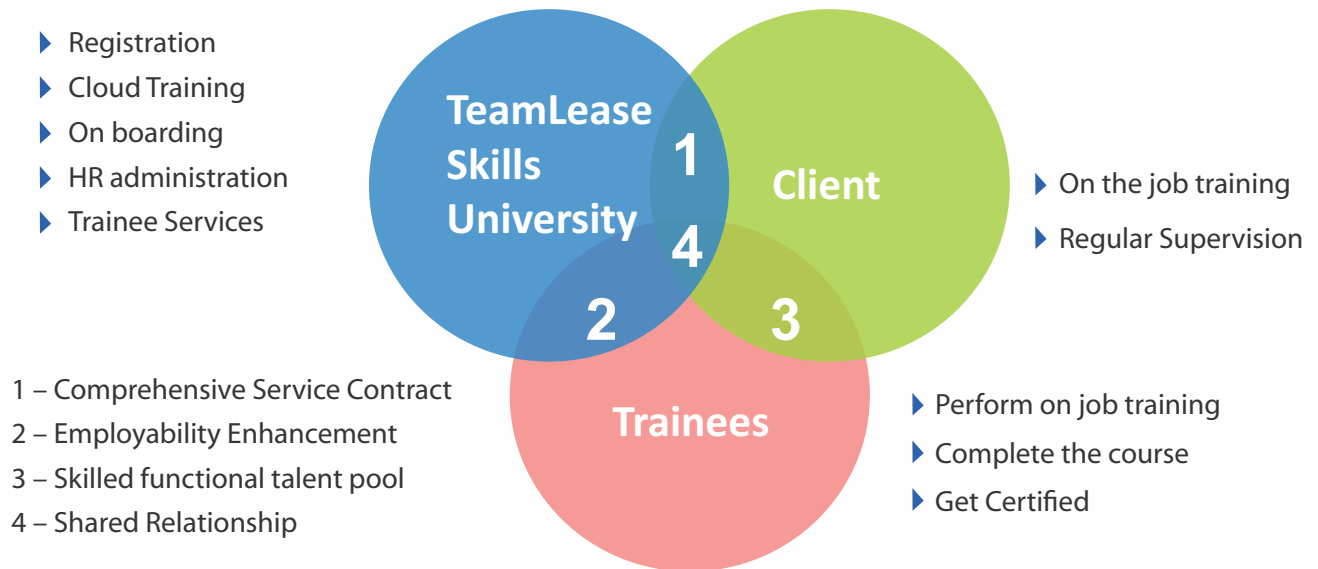 Registration
Cloud Training
On boarding
HR administration
Trainee Services
TeamLease
Skills
University
1
Client
4
2
3
Trainees
On the job training
Regular Supervision
1 – Comprehensive Service Contract
2 – Employability Enhancement
3 – Skilled functional talent pool
4 – Shared Relationship
Perform on job training
Complete the course
Get Certified